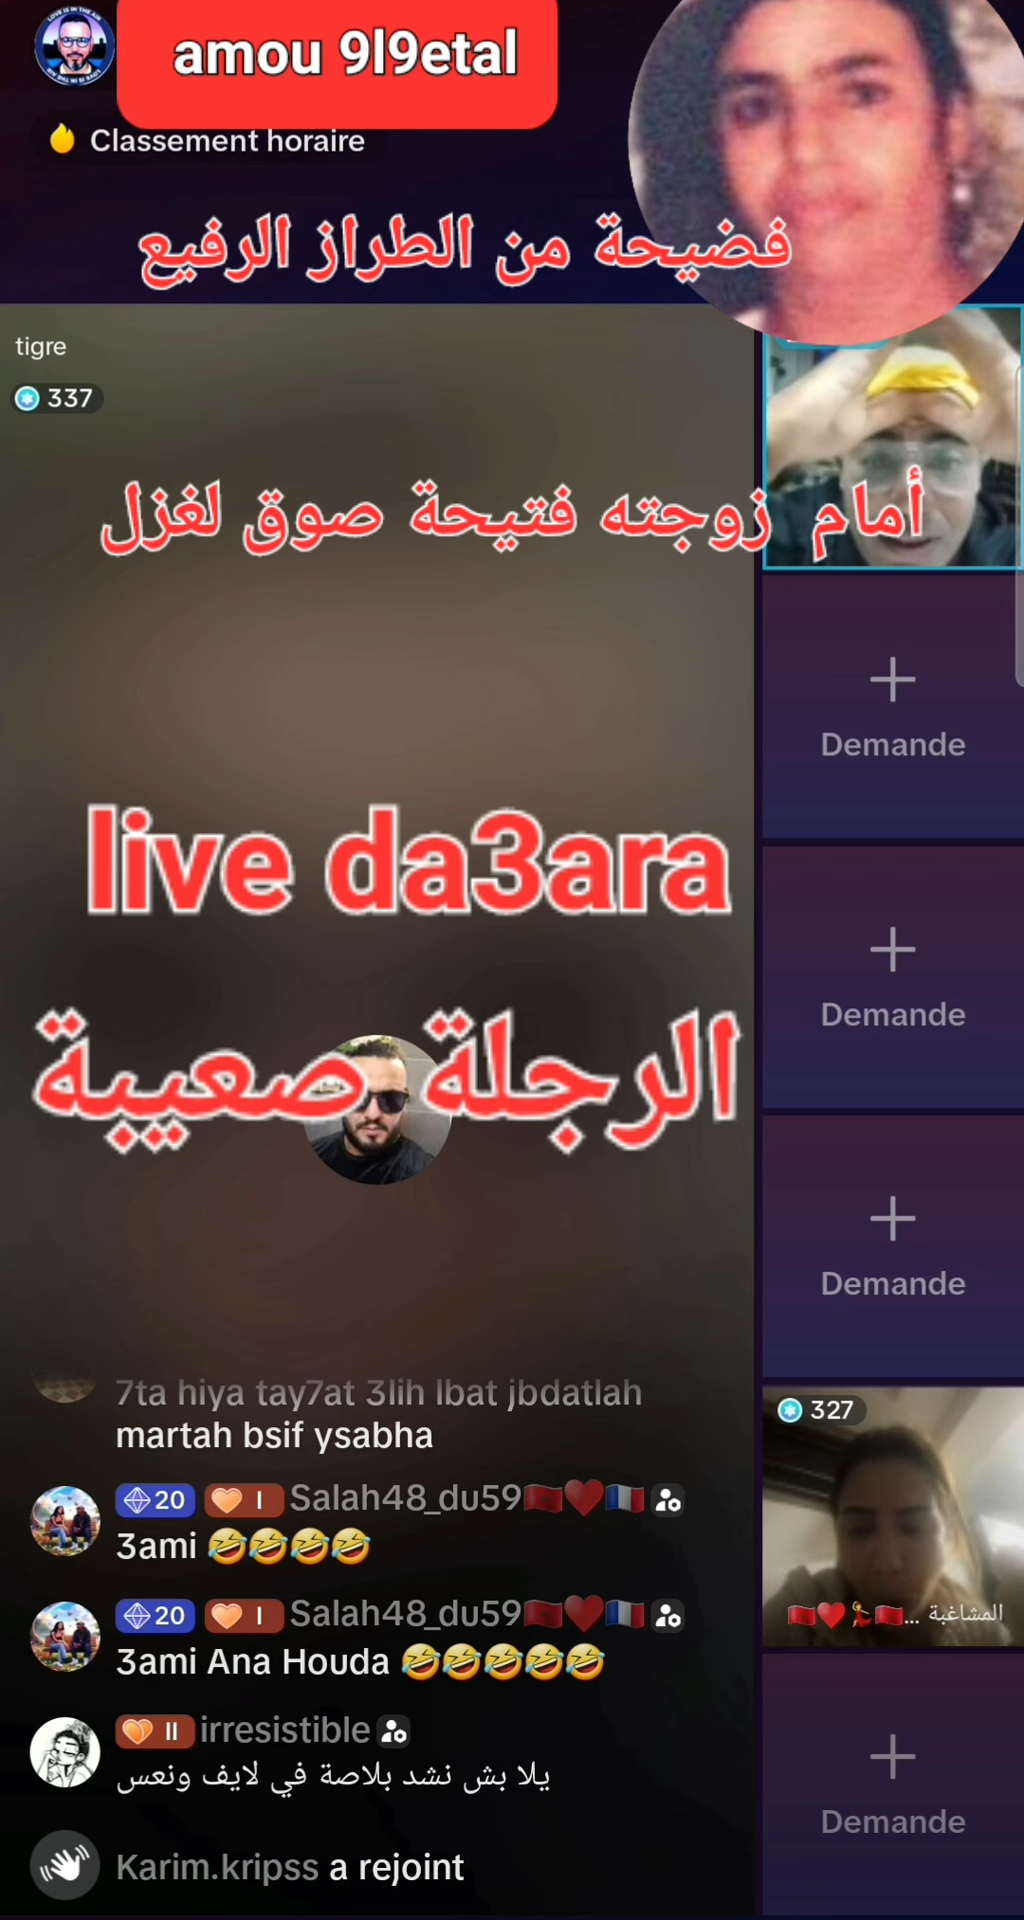 amou 9l9etal
Classement horaire
فضيحة من الطراز الرفيع
tigre
337
أمام زوجته فتيحة صوق لغزل
Demande
live da3ara
Demande
الرجلة صعيبة
Demande
7ta hiya tay7at 3lih lbat jbdatlah
martah bsif ysabha
327
20 I Salah48_du59🇲🇦❤️🇫🇷
3ami 🤣🤣🤣🤣
20 I Salah48_du59🇲🇦❤️🇫🇷
المشاغبة ...🇲🇦💃❤️🇲🇦
3ami Ana Houda 🤣🤣🤣🤣🤣
II irresistible
يلا بش نشد بلاصة في لايف ونعس
Demande
Karim.kripss a rejoint